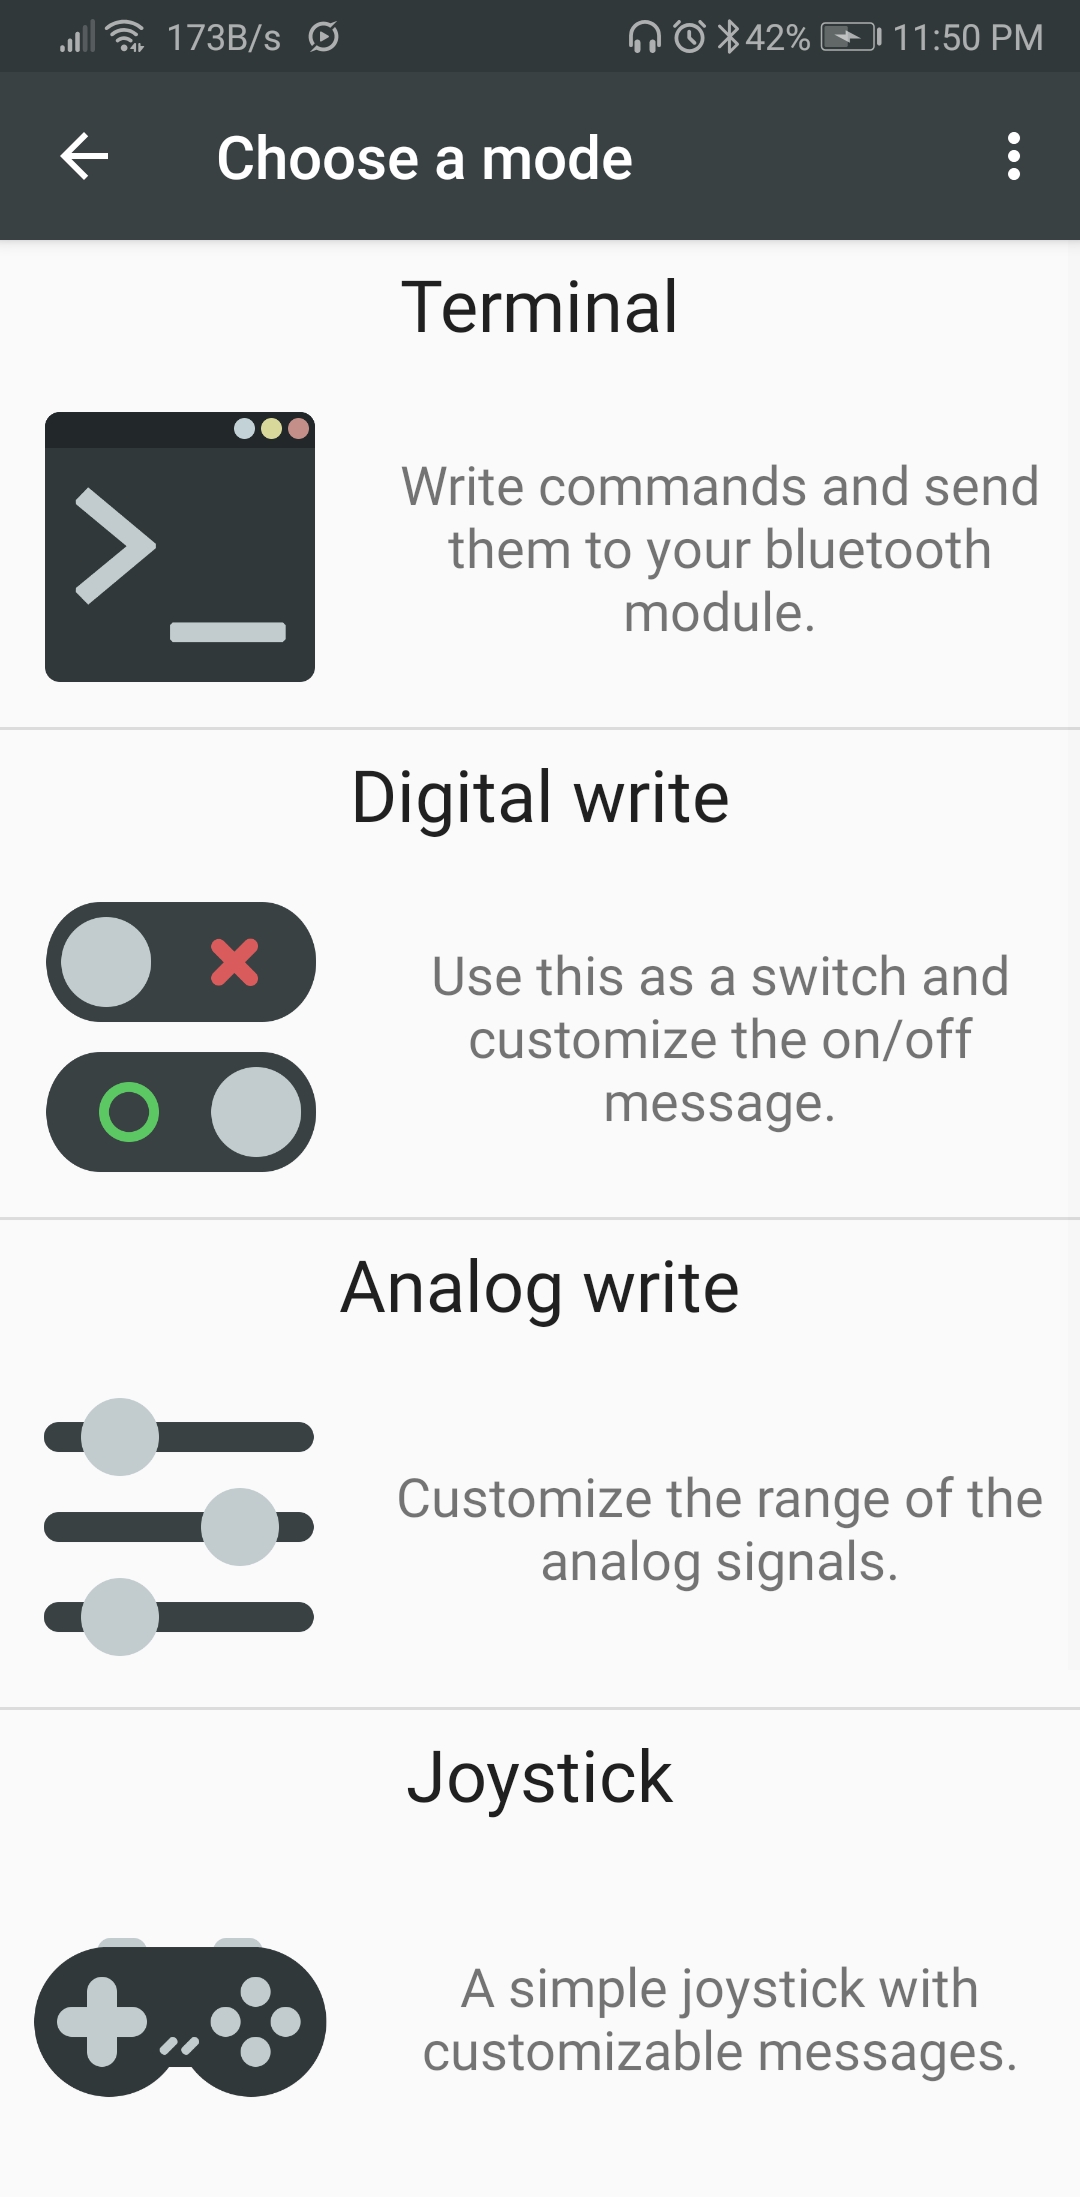 173B/s 42% 11:50 PM
Choose a mode
Terminal
Write commands and send
them to your bluetooth
module.
Digital write
Use this as a switch and
customize the on/off
message.
Analog write
Customize the range of the
analog signals.
Joystick
A simple joystick with
customizable messages.